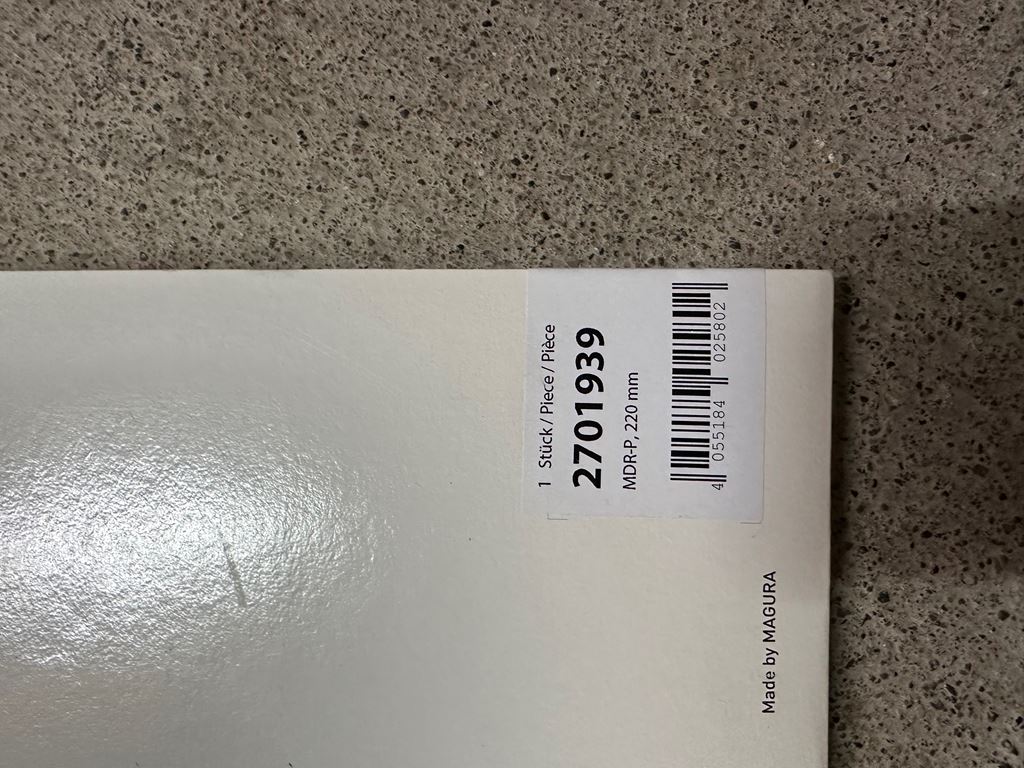 1 Stück / Piece / Pièce
2701939
MDR-P, 220 mm
4 055184 025802
Made by MAGURA